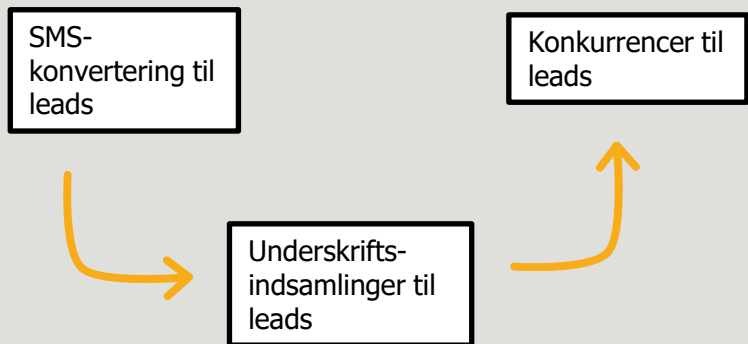 SMS-
konvertering til
leads
Konkurrencer til
leads
Underskrifts-
indsamlinger til
leads